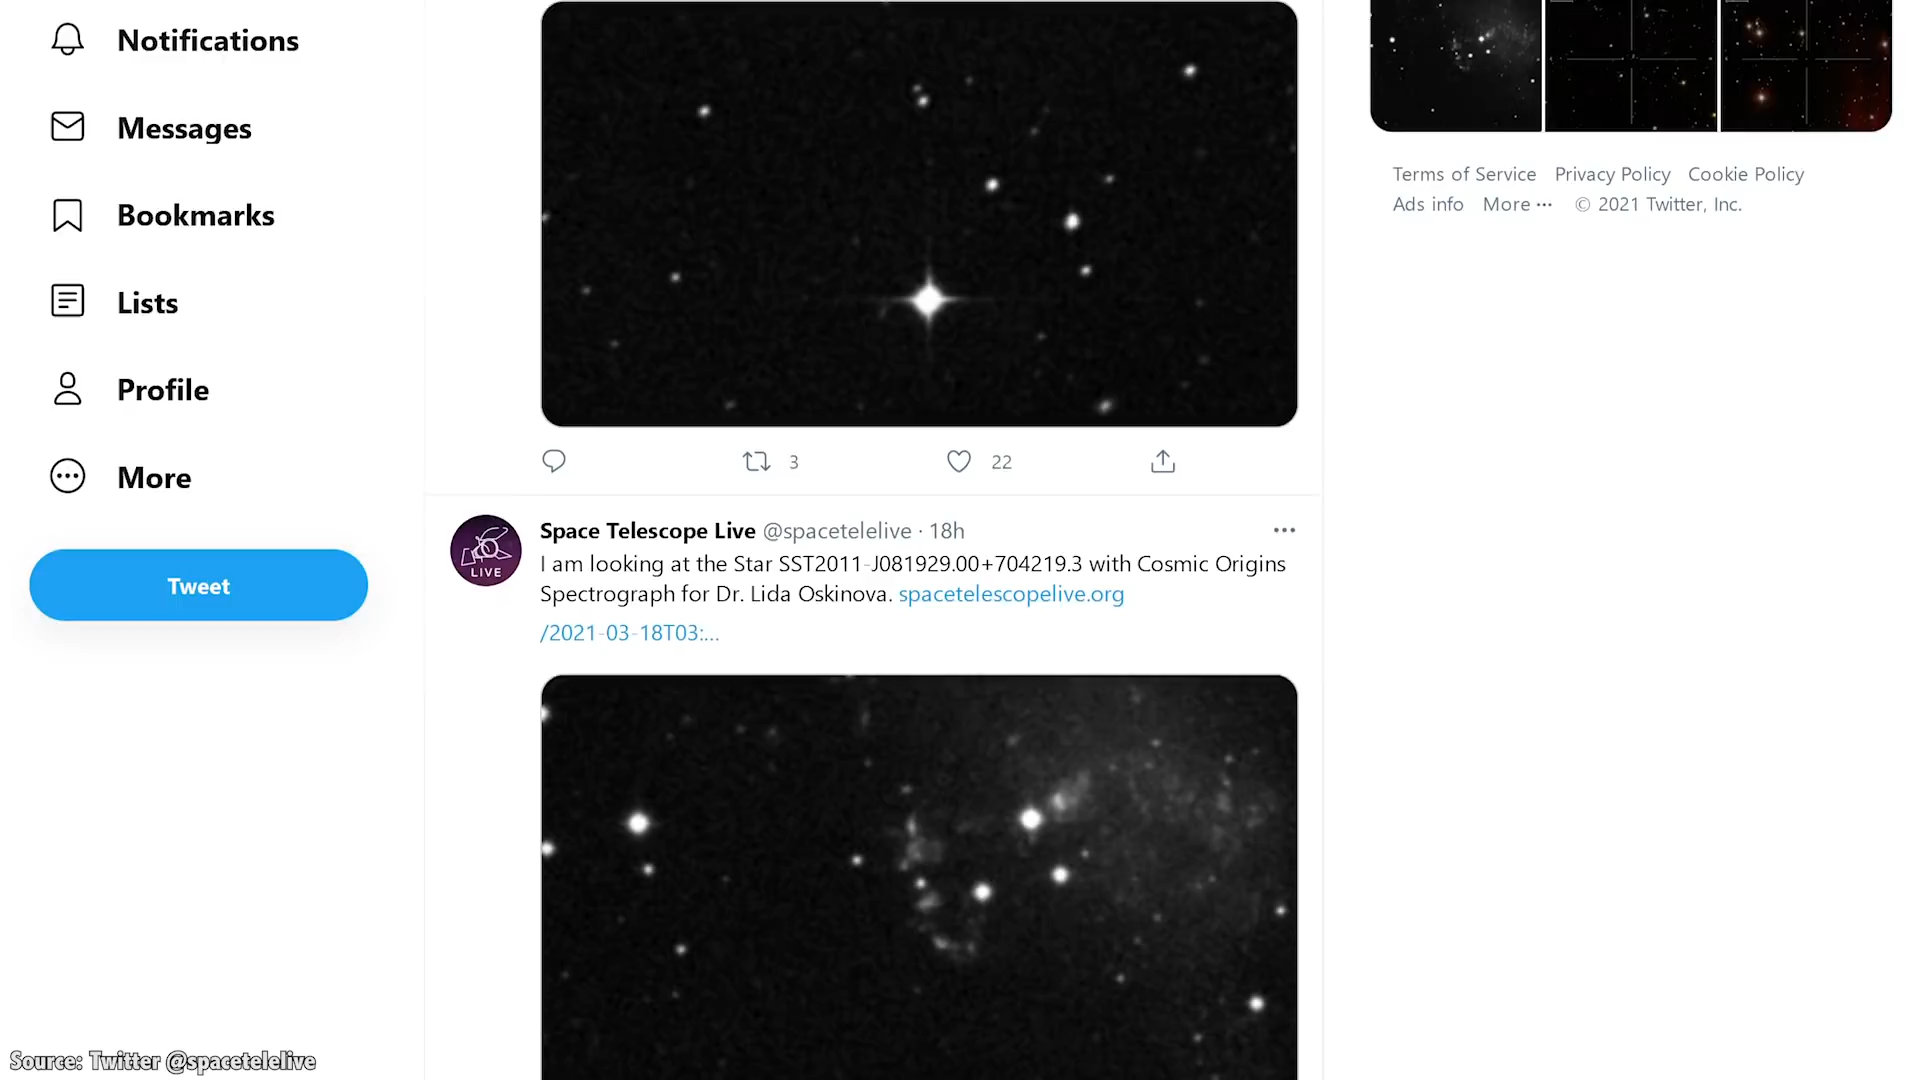 Notifications
Messages
Bookmarks
Lists
Profile
More
Tweet
3
22
Space Telescope Live @spacetelelive · 18h
I am looking at the Star SST2011-J081929.00+704219.3 with Cosmic Origins
Spectrograph for Dr. Lida Oskinova. spacetelescopelive.org
/2021-03-18T03:...
LIVE
Terms of Service Privacy Policy Cookie Policy
Ads info More ··· © 2021 Twitter, Inc.
Source: Twitter @spacetelelive